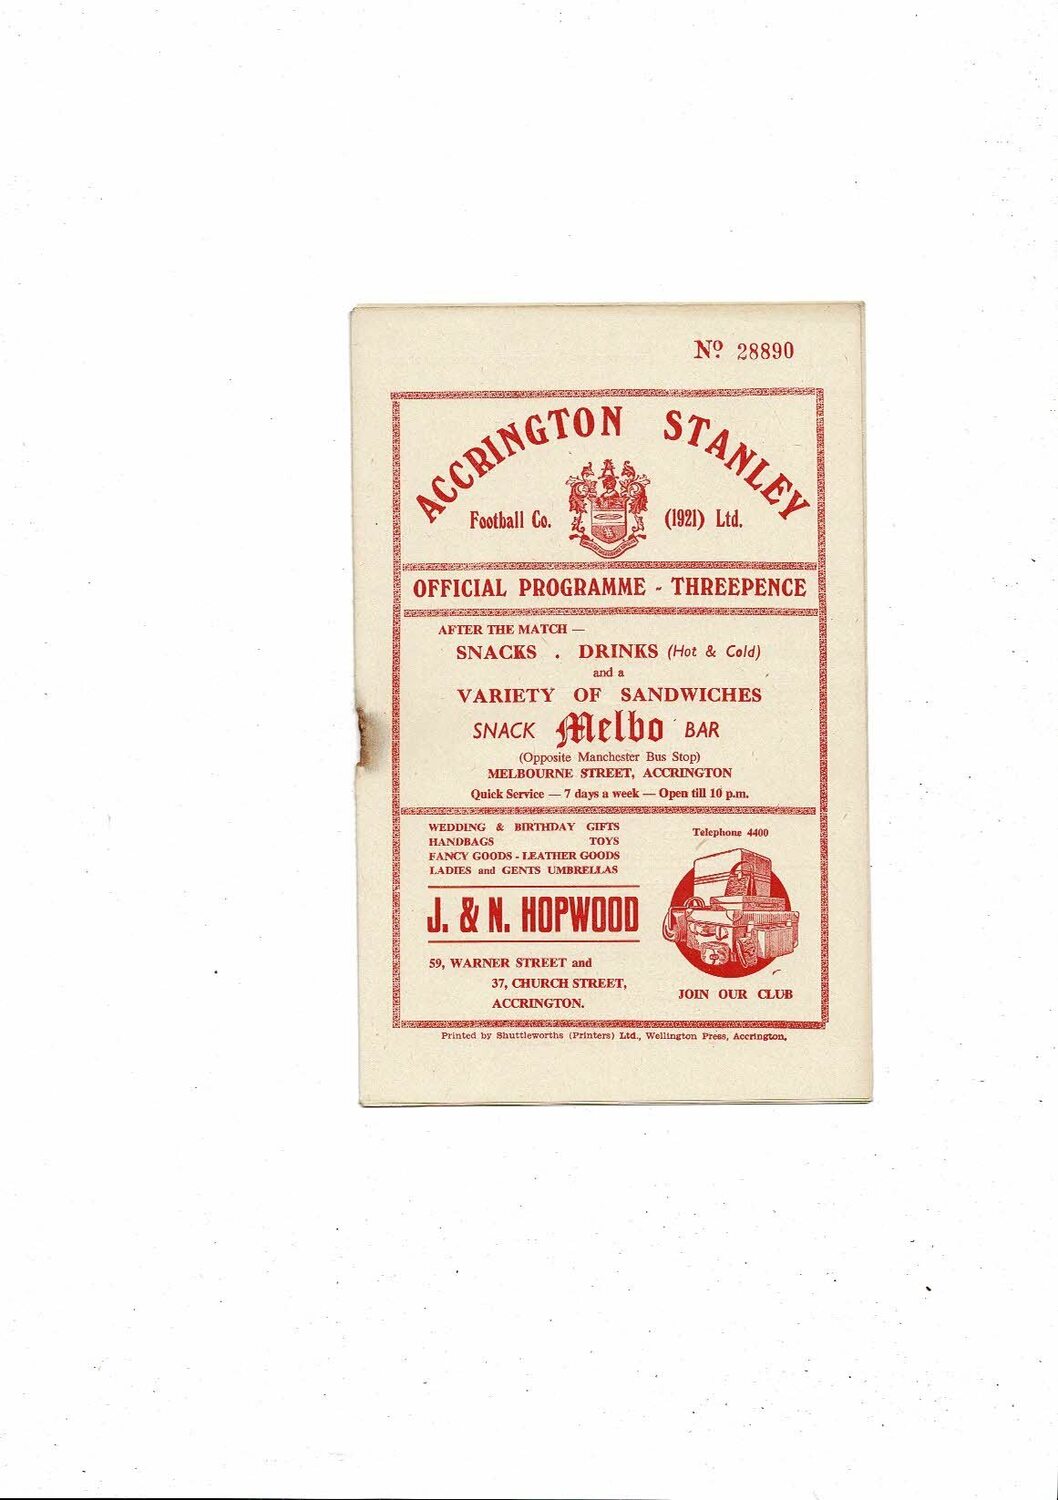 Nº 28890
ACCRINGTON STANLEY
Football Co. (1921) Ltd.
OFFICIAL PROGRAMME - THREEPENCE
AFTER THE MATCH —
SNACKS . DRINKS (Hot & Cold)
and a
VARIETY OF SANDWICHES
SNACK Melbo BAR
(Opposite Manchester Bus Stop)
MELBOURNE STREET, ACCRINGTON
Quick Service — 7 days a week — Open till 10 p.m.
WEDDING & BIRTHDAY GIFTS
HANDBAGS TOYS
FANCY GOODS - LEATHER GOODS
LADIES and GENTS UMBRELLAS
J. & N. HOPWOOD
59, WARNER STREET and
37, CHURCH STREET,
ACCRINGTON.
Telephone 4400
JOIN OUR CLUB
Printed by Shuttleworths (Printers) Ltd., Wellington Press, Accrington.